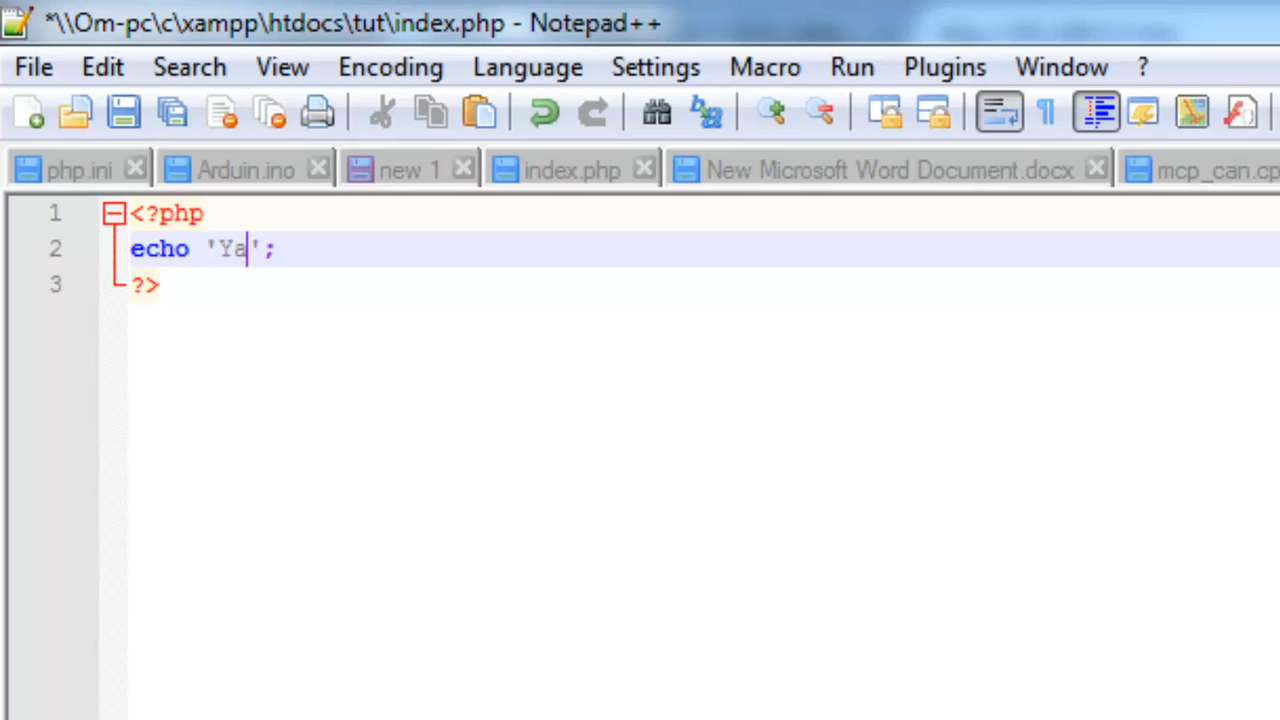 *\\Om-pc\c\xampp\htdocs\tut\index.php - Notepad++
File Edit Search View Encoding Language Settings Macro Run Plugins Window ?
php.ini Arduin.ino new 1 index.php New Microsoft Word Document.docx mcp_can.cp
1 <?php
2 echo 'Ya';
3 ?>